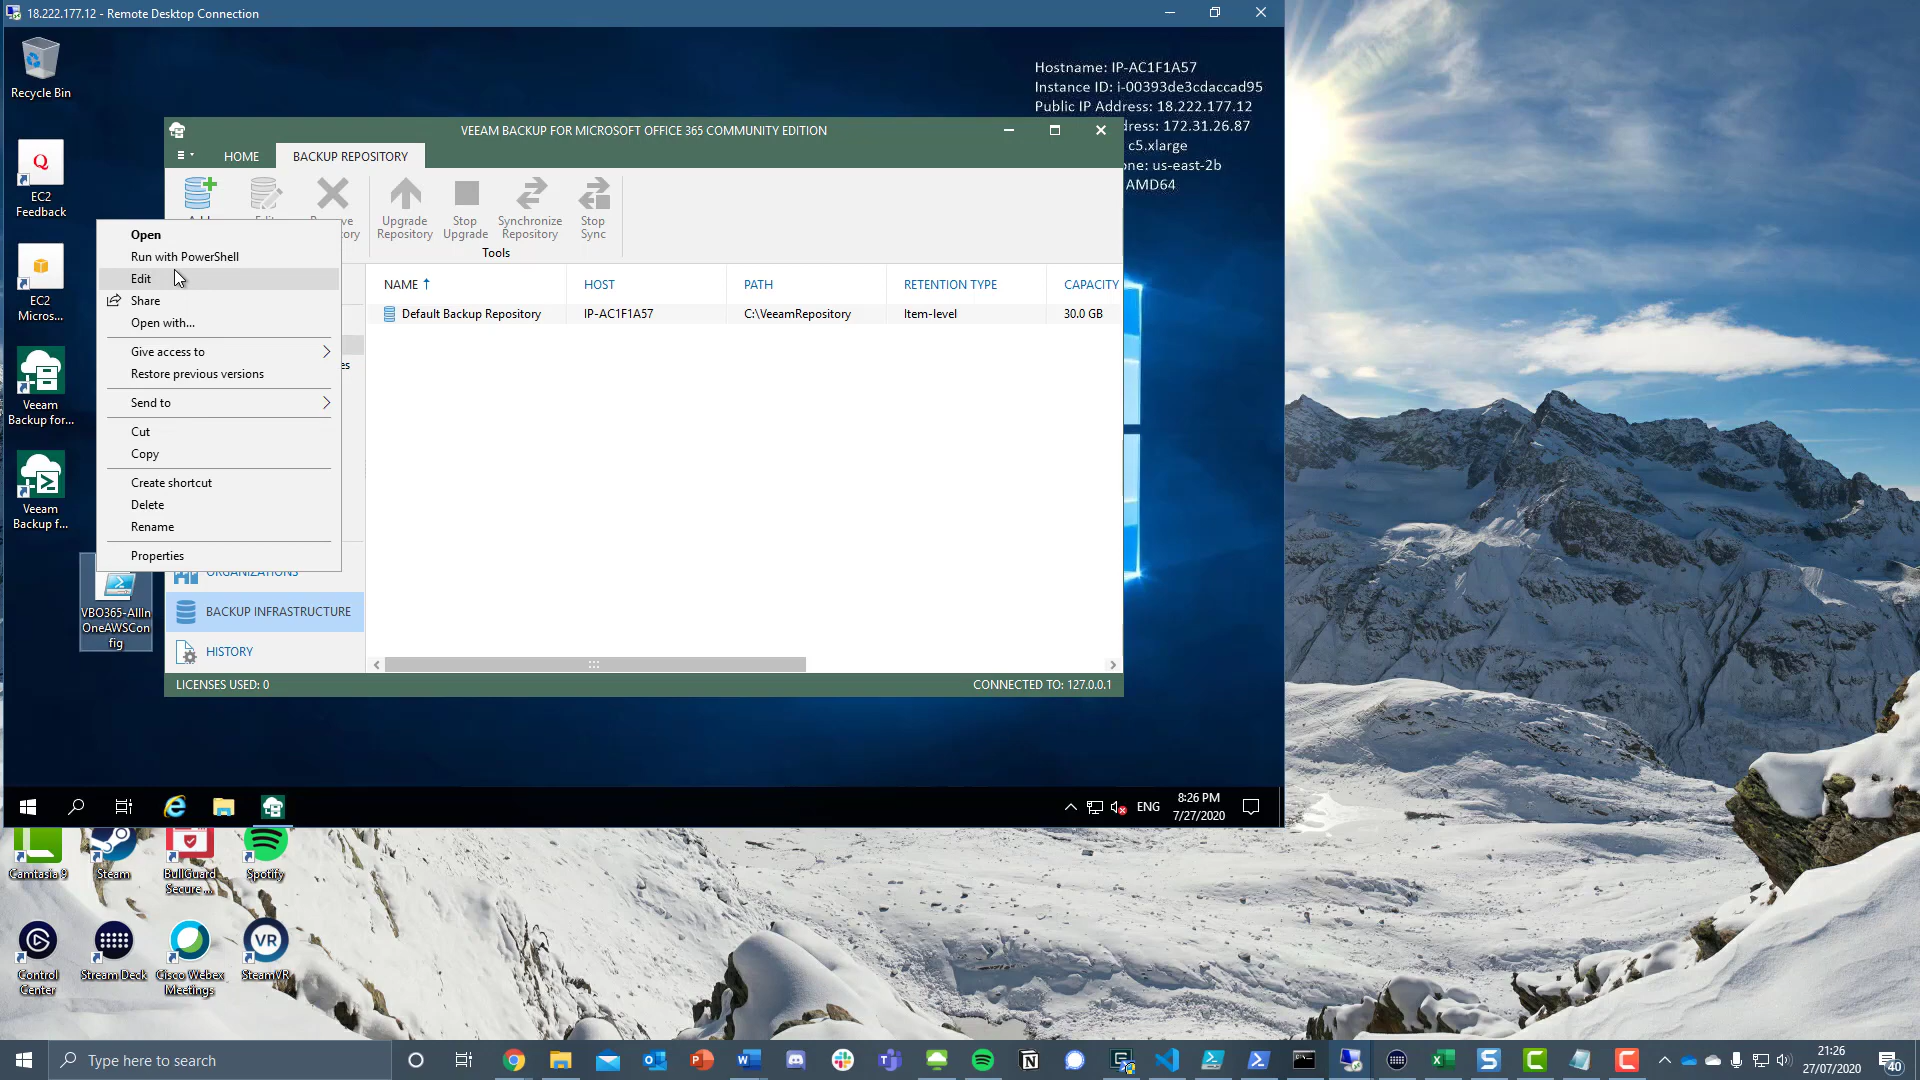 18.222.177.12 - Remote Desktop Connection
Recycle Bin
Hostname: IP-AC1F1A57
Instance ID: i-00393de3cdaccad95
Public IP Address: 18.222.177.12
dress: 172.31.26.87
c5.xlarge
one: us-east-2b
AMD64
EC2
Feedback
EC2
Micros...
Veeam
Backup for...
Veeam
Backup f...
VBO365-AllIn
OneAWSCon
fig
VEEAM BACKUP FOR MICROSOFT OFFICE 365 COMMUNITY EDITION
HOME
BACKUP REPOSITORY
Upgrade
Repository
Stop
Upgrade
Synchronize
Repository
Stop
Sync
Tools
Open
Run with PowerShell
Edit
Share
Open with...
Give access to
Restore previous versions
Send to
Cut
Copy
Create shortcut
Delete
Rename
Properties
NAME
HOST
PATH
RETENTION TYPE
CAPACITY
Default Backup Repository
IP-AC1F1A57
C:\VeeamRepository
Item-level
30.0 GB
ORGANIZATIONS
BACKUP INFRASTRUCTURE
HISTORY
LICENSES USED: 0
CONNECTED TO: 127.0.0.1
ENG
8:26 PM
7/27/2020
Camtasia 9
Steam
BullGuard
Secure ...
Spotify
Control
Center
Stream Deck
Cisco Webex
Meetings
SteamVR
Type here to search
21:26
27/07/2020
40